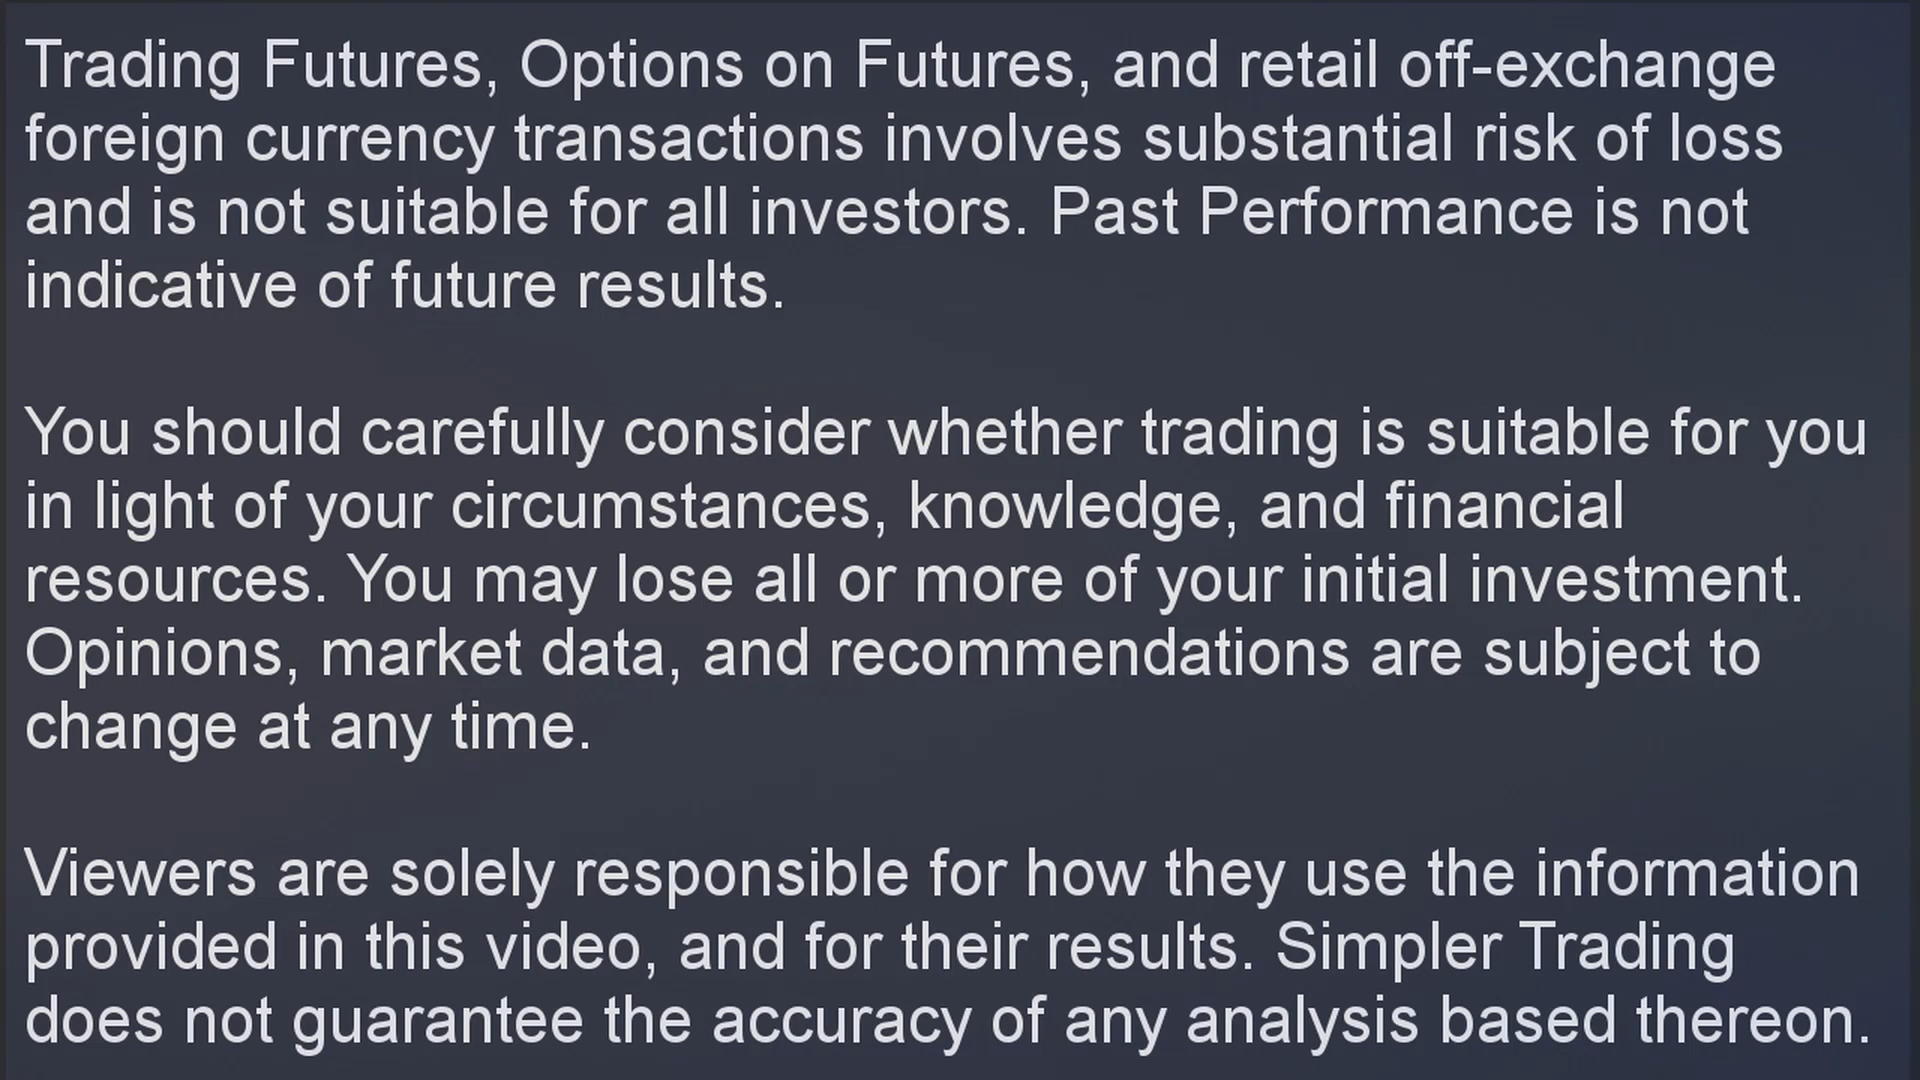 Trading Futures, Options on Futures, and retail off-exchange
foreign currency transactions involves substantial risk of loss
and is not suitable for all investors. Past Performance is not
indicative of future results.
You should carefully consider whether trading is suitable for you
in light of your circumstances, knowledge, and financial
resources. You may lose all or more of your initial investment.
Opinions, market data, and recommendations are subject to
change at any time.
Viewers are solely responsible for how they use the information
provided in this video, and for their results. Simpler Trading
does not guarantee the accuracy of any analysis based thereon.